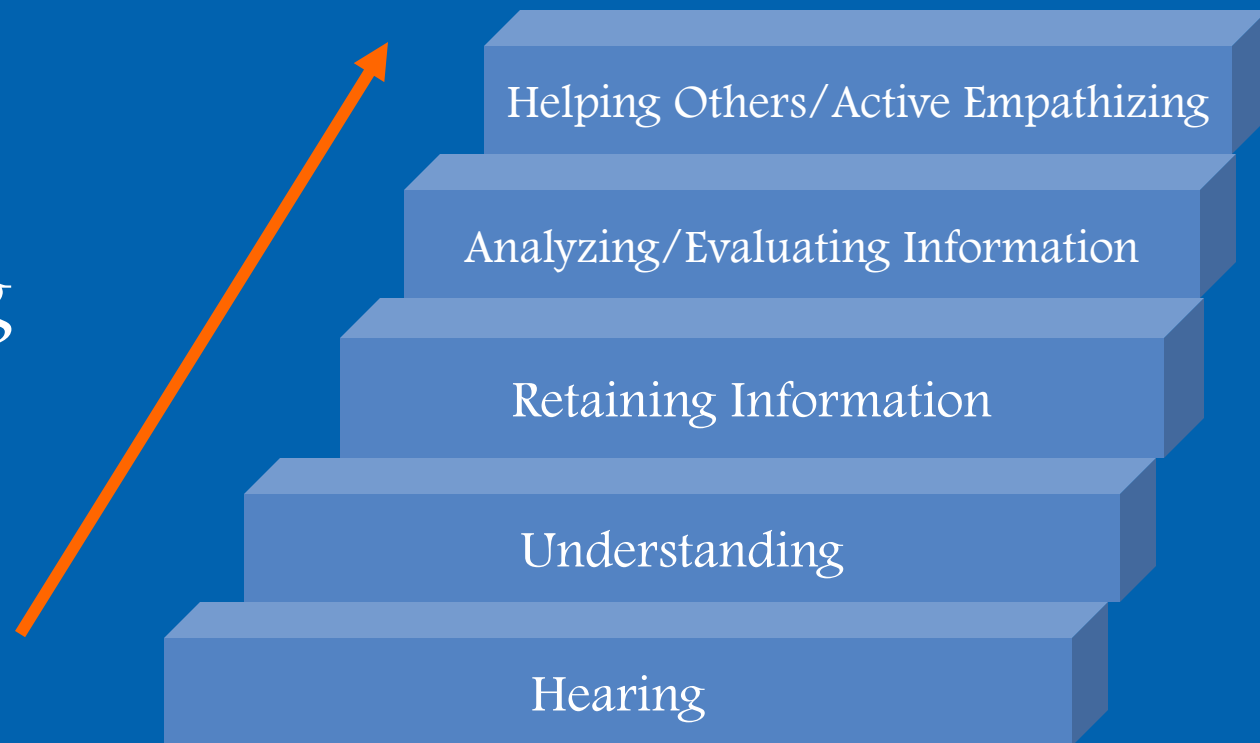 Helping Others/Active Empathizing
Analyzing/Evaluating Information
Retaining Information
Understanding
Hearing